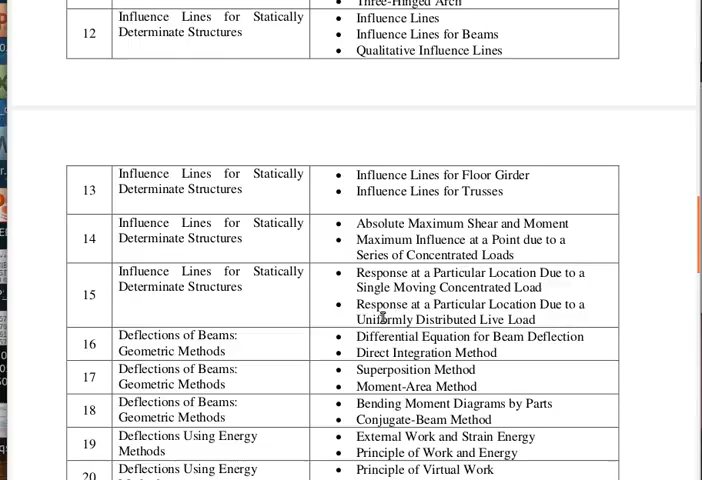 Three-Hinged Arch
12
Influence Lines for Statically
Determinate Structures
• Influence Lines
• Influence Lines for Beams
• Qualitative Influence Lines
13
Influence Lines for Statically
Determinate Structures
• Influence Lines for Floor Girder
• Influence Lines for Trusses
14
Influence Lines for Statically
Determinate Structures
• Absolute Maximum Shear and Moment
• Maximum Influence at a Point due to a
Series of Concentrated Loads
15
Influence Lines for Statically
Determinate Structures
• Response at a Particular Location Due to a
Single Moving Concentrated Load
• Response at a Particular Location Due to a
Uniformly Distributed Live Load
16
Deflections of Beams:
Geometric Methods
• Differential Equation for Beam Deflection
• Direct Integration Method
17
Deflections of Beams:
Geometric Methods
• Superposition Method
• Moment-Area Method
18
Deflections of Beams:
Geometric Methods
• Bending Moment Diagrams by Parts
• Conjugate-Beam Method
19
Deflections Using Energy
Methods
• External Work and Strain Energy
• Principle of Work and Energy
20
Deflections Using Energy
• Principle of Virtual Work